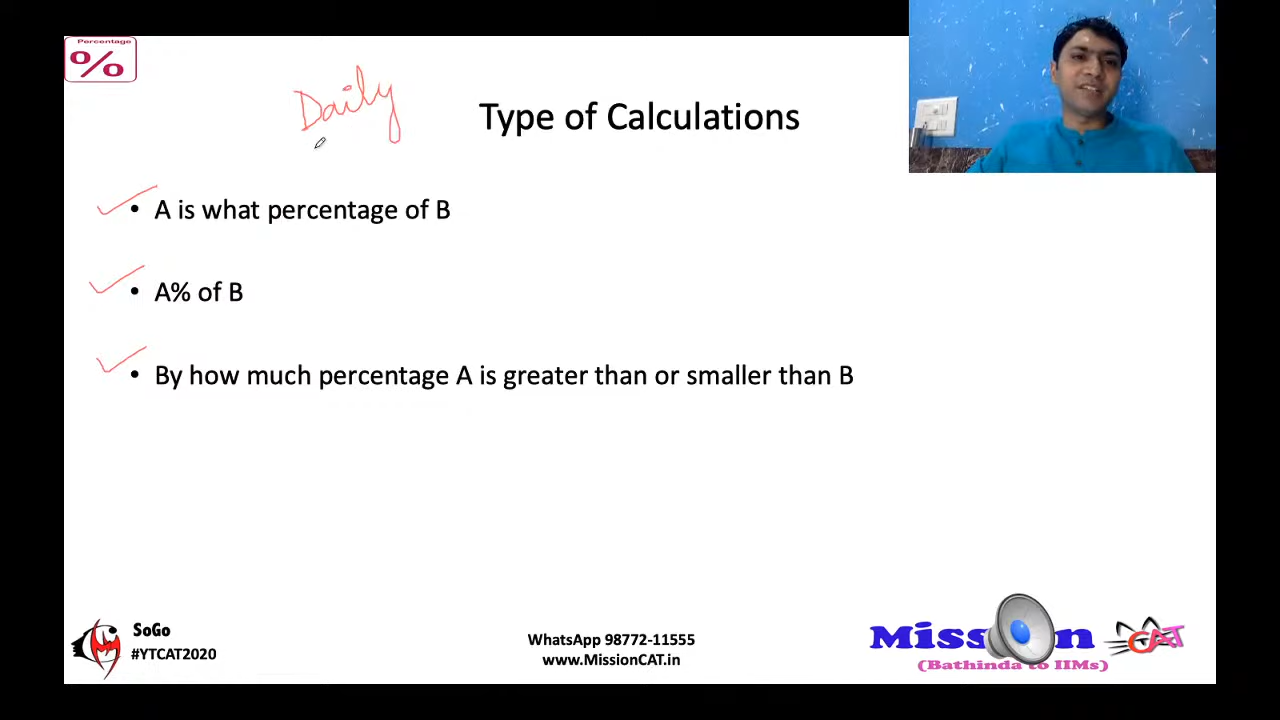 Percentage
%
Daily
Type of Calculations
• A is what percentage of B
• A% of B
• By how much percentage A is greater than or smaller than B
SoGo
#YTCAT2020
WhatsApp 98772-11555
www.MissionCAT.in
Mission CAT
(Bathinda to IIMs)